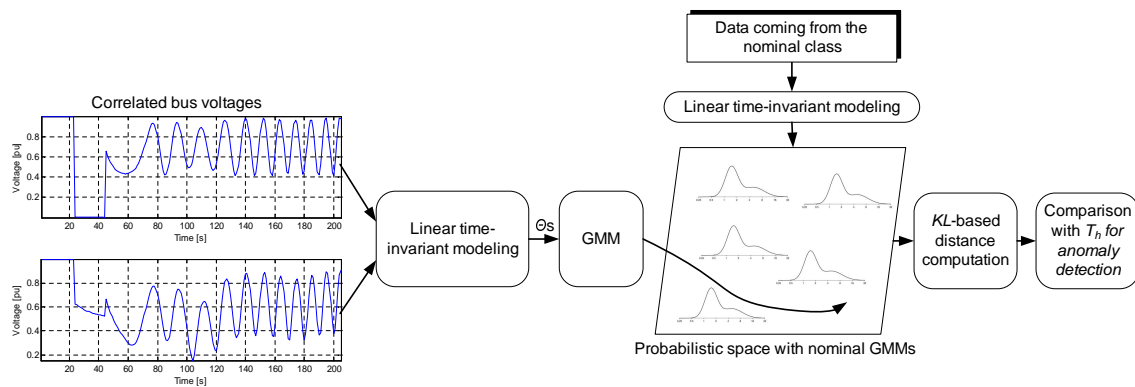 Data coming from the
nominal class
Linear time-invariant modeling
Correlated bus voltages
Voltage [pu]
0.8
0.6
0.4
0.2
20 40 60 80 100 120 140 160 180 200
Time [s]
Voltage [pu]
0.8
0.6
0.4
0.2
20 40 60 80 100 120 140 160 180 200
Time [s]
Linear time-
invariant modeling
Θs
GMM
Probabilistic space with nominal GMMs
KL-based
distance
computation
Comparison
with Th for
anomaly
detection